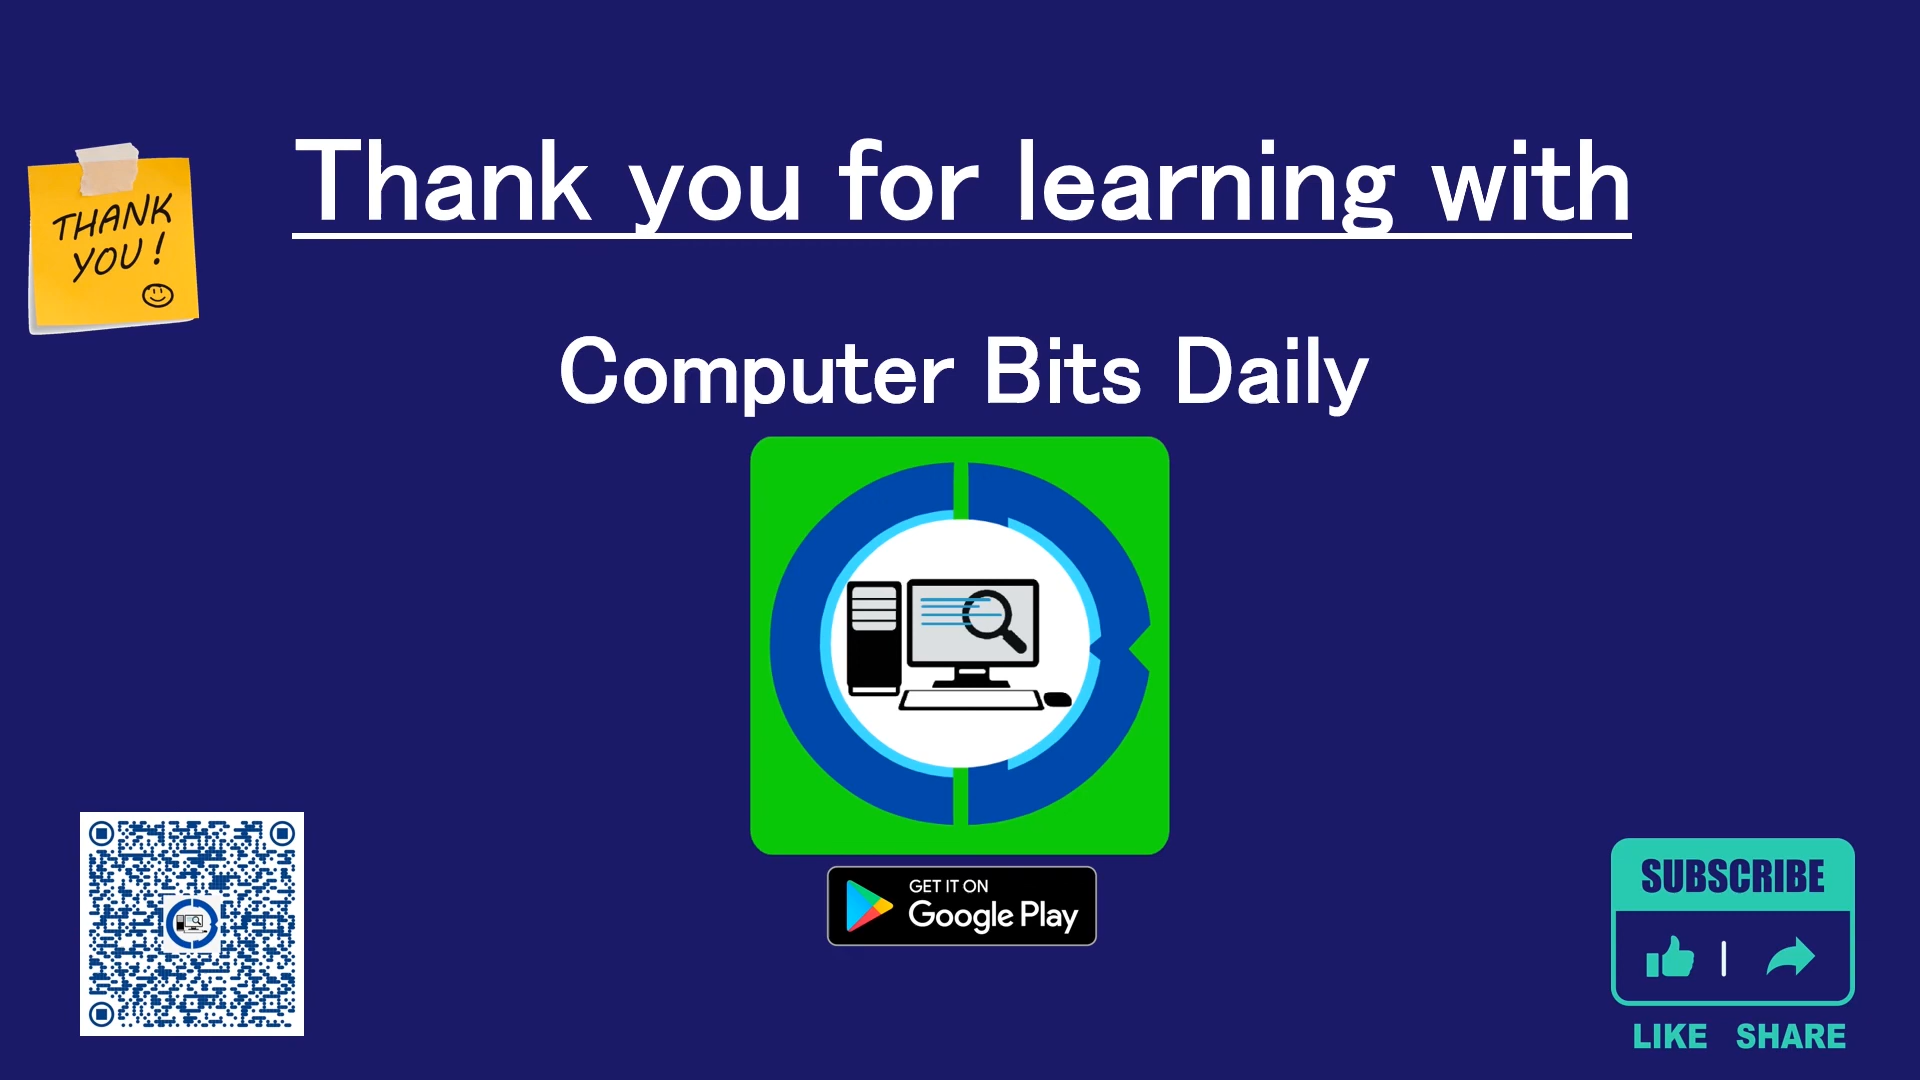 Thank you for learning with
THANK
YOU !
Computer Bits Daily
GET IT ON
Google Play
SUBSCRIBE
LIKE SHARE